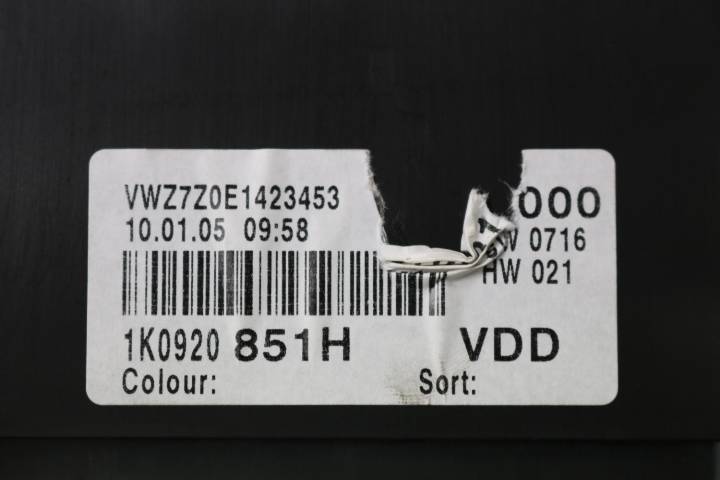 VWZ7Z0E1423453 000
10.01.05 09:58 0716
HW 021
1K0920 851H VDD
Colour: Sort: